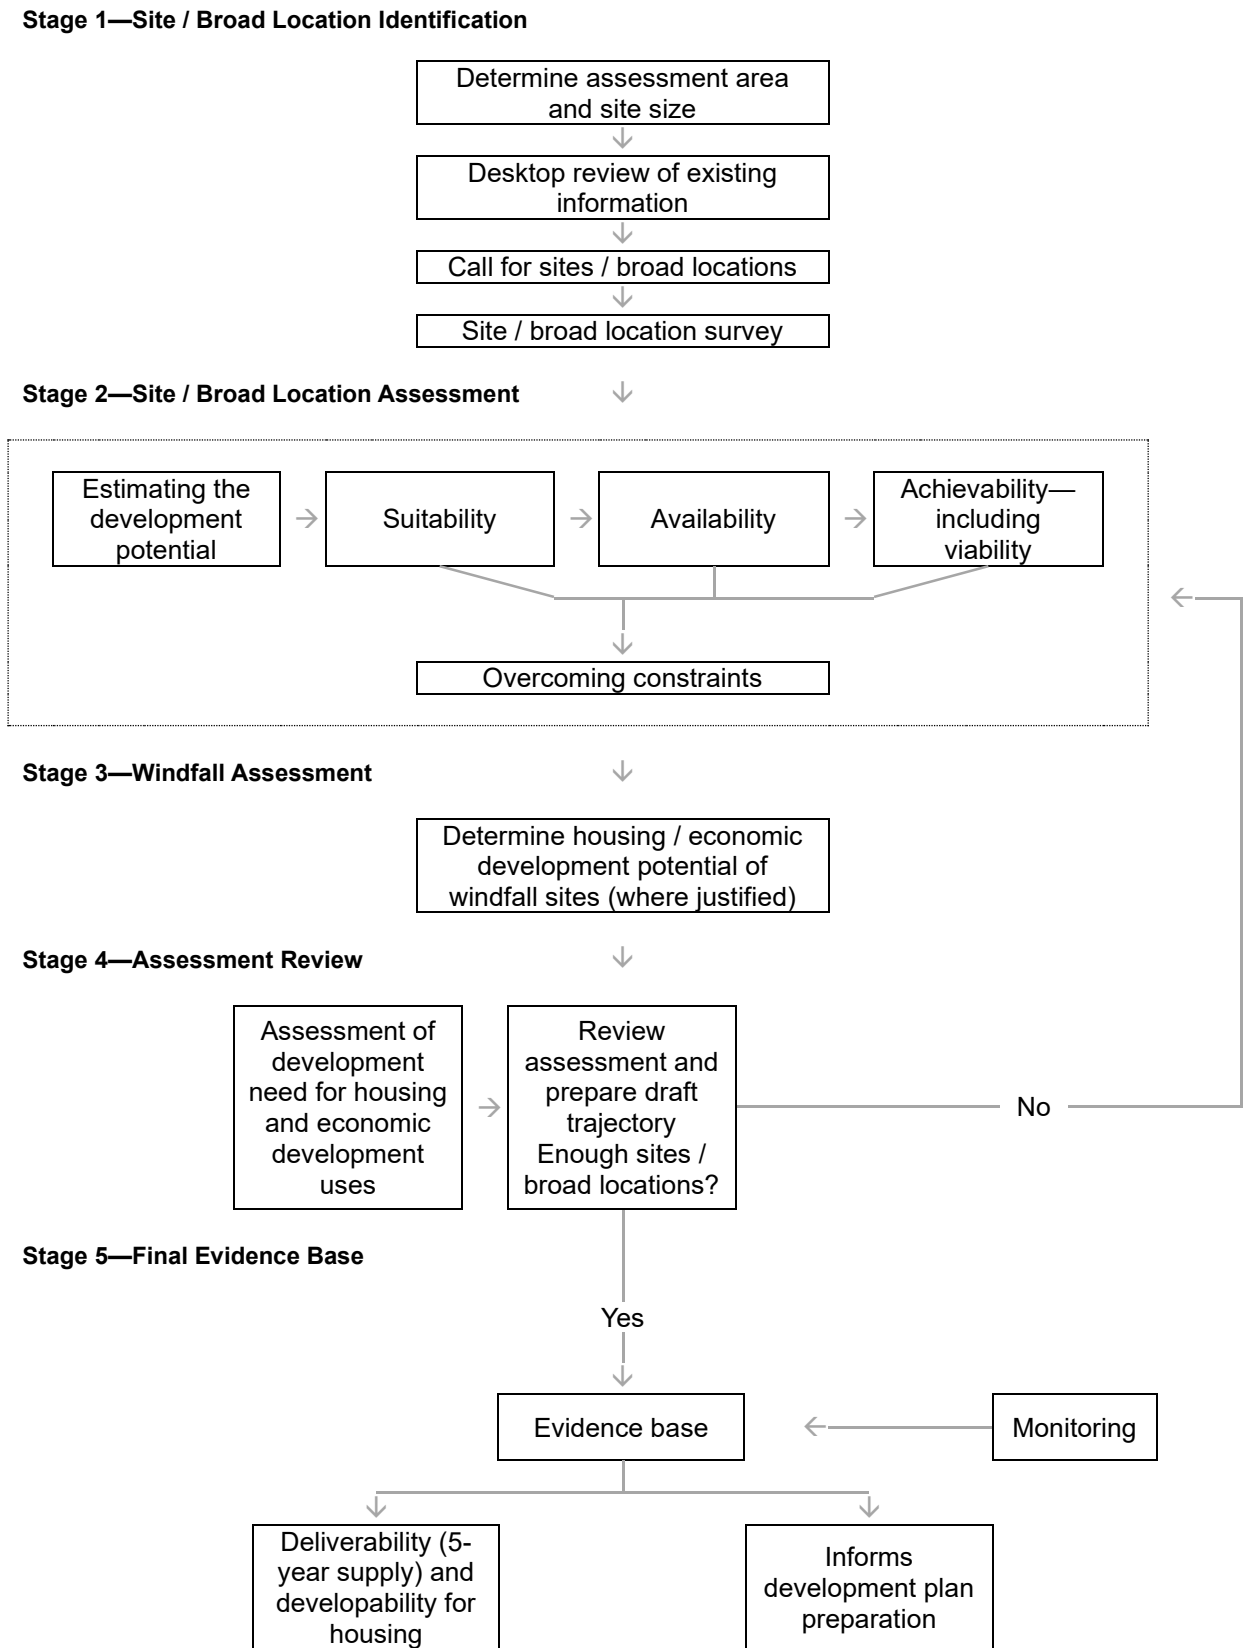 Stage 1—Site / Broad Location Identification
Determine assessment area
and site size
Desktop review of existing
information
Call for sites / broad locations
Site / broad location survey
Stage 2—Site / Broad Location Assessment
Estimating the
development
potential
Suitability
Availability
Achievability—
including
viability
Overcoming constraints
Stage 3—Windfall Assessment
Determine housing / economic
development potential of
windfall sites (where justified)
Stage 4—Assessment Review
Assessment of
development
need for housing
and economic
development
uses
Review
assessment and
prepare draft
trajectory
Enough sites /
broad locations?
No
Stage 5—Final Evidence Base
Yes
Evidence base
Monitoring
Deliverability (5-
year supply) and
developability for
housing
Informs
development plan
preparation